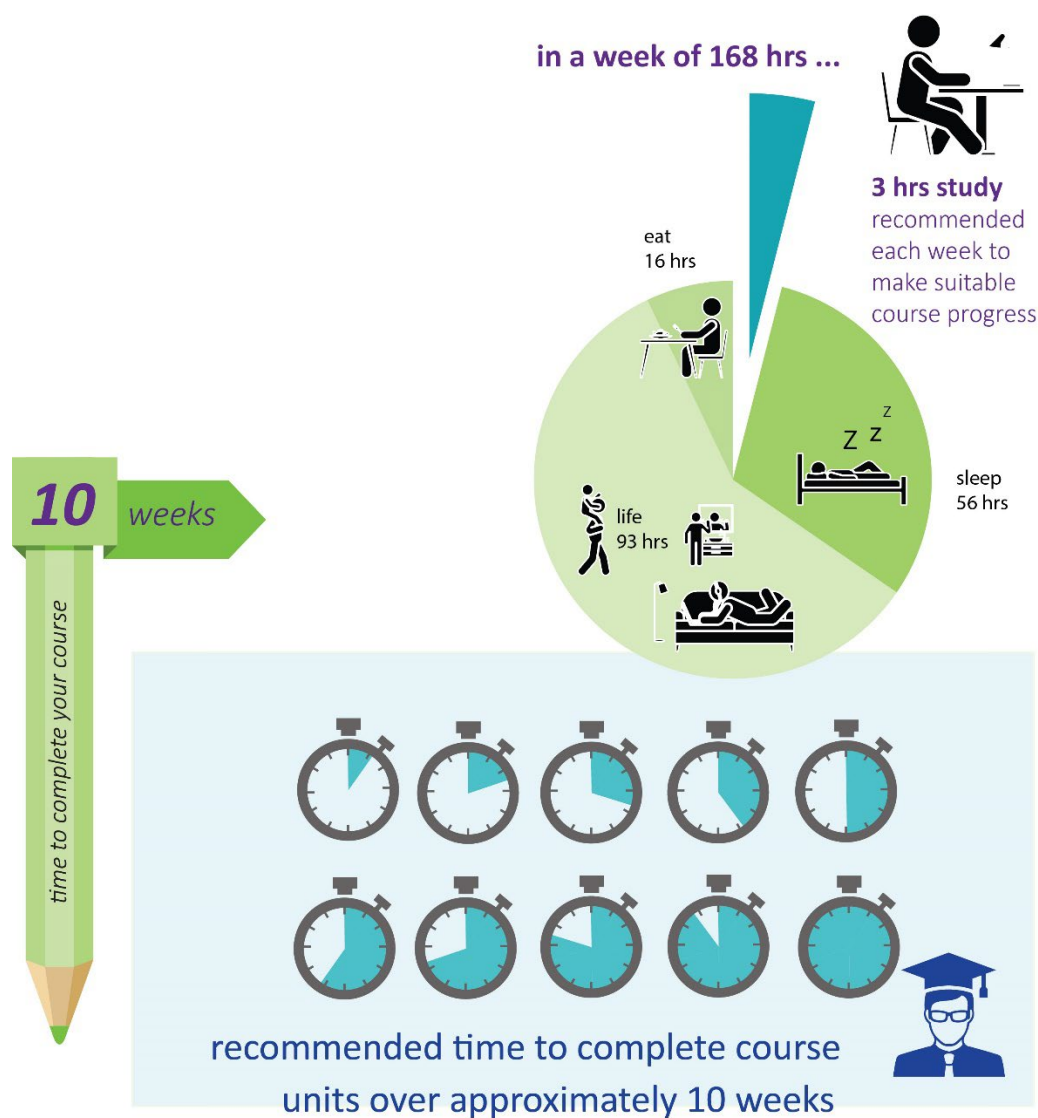 in a week of 168 hrs ...
3 hrs study
recommended
each week to
make suitable
course progress
eat
16 hrs
Z z z
sleep
56 hrs
life
93 hrs
10 weeks
time to complete your course
recommended time to complete course
units over approximately 10 weeks